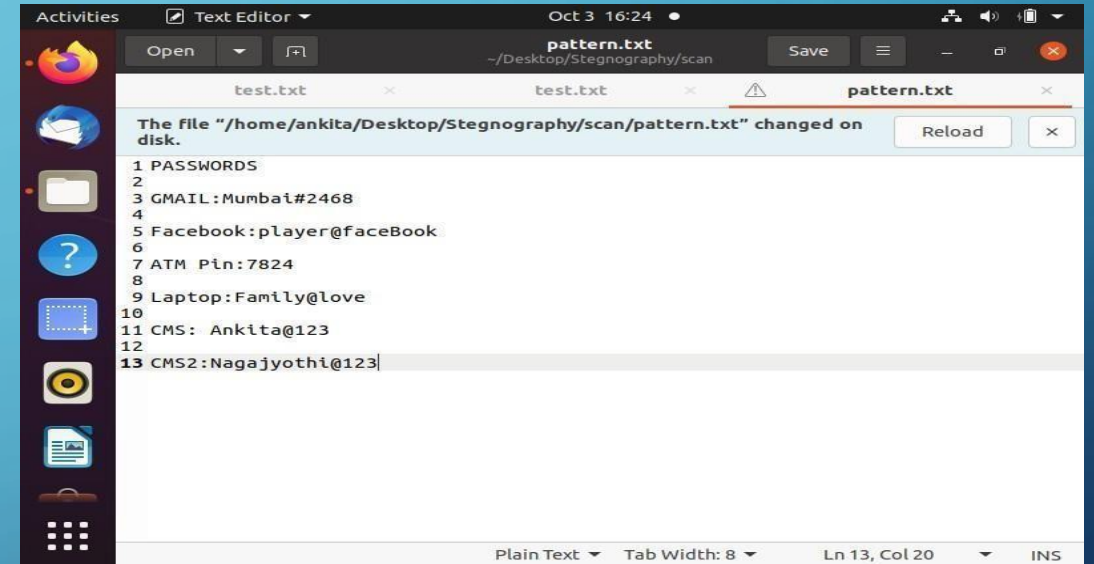 Activities Text Editor Oct 3 16:24
Open pattern.txt Save
~/Desktop/Stegnography/scan
test.txt test.txt pattern.txt
The file "/home/ankita/Desktop/Stegnography/scan/pattern.txt" changed on
disk.
Reload
1 PASSWORDS
2
3 GMAIL:Mumbai#2468
4
5 Facebook:player@faceBook
6
7 ATM Pin:7824
8
9 Laptop:Family@love
10
11 CMS: Ankita@123
12
13 CMS2:Nagajyothi@123
Plain Text Tab Width: 8 Ln 13, Col 20 INS